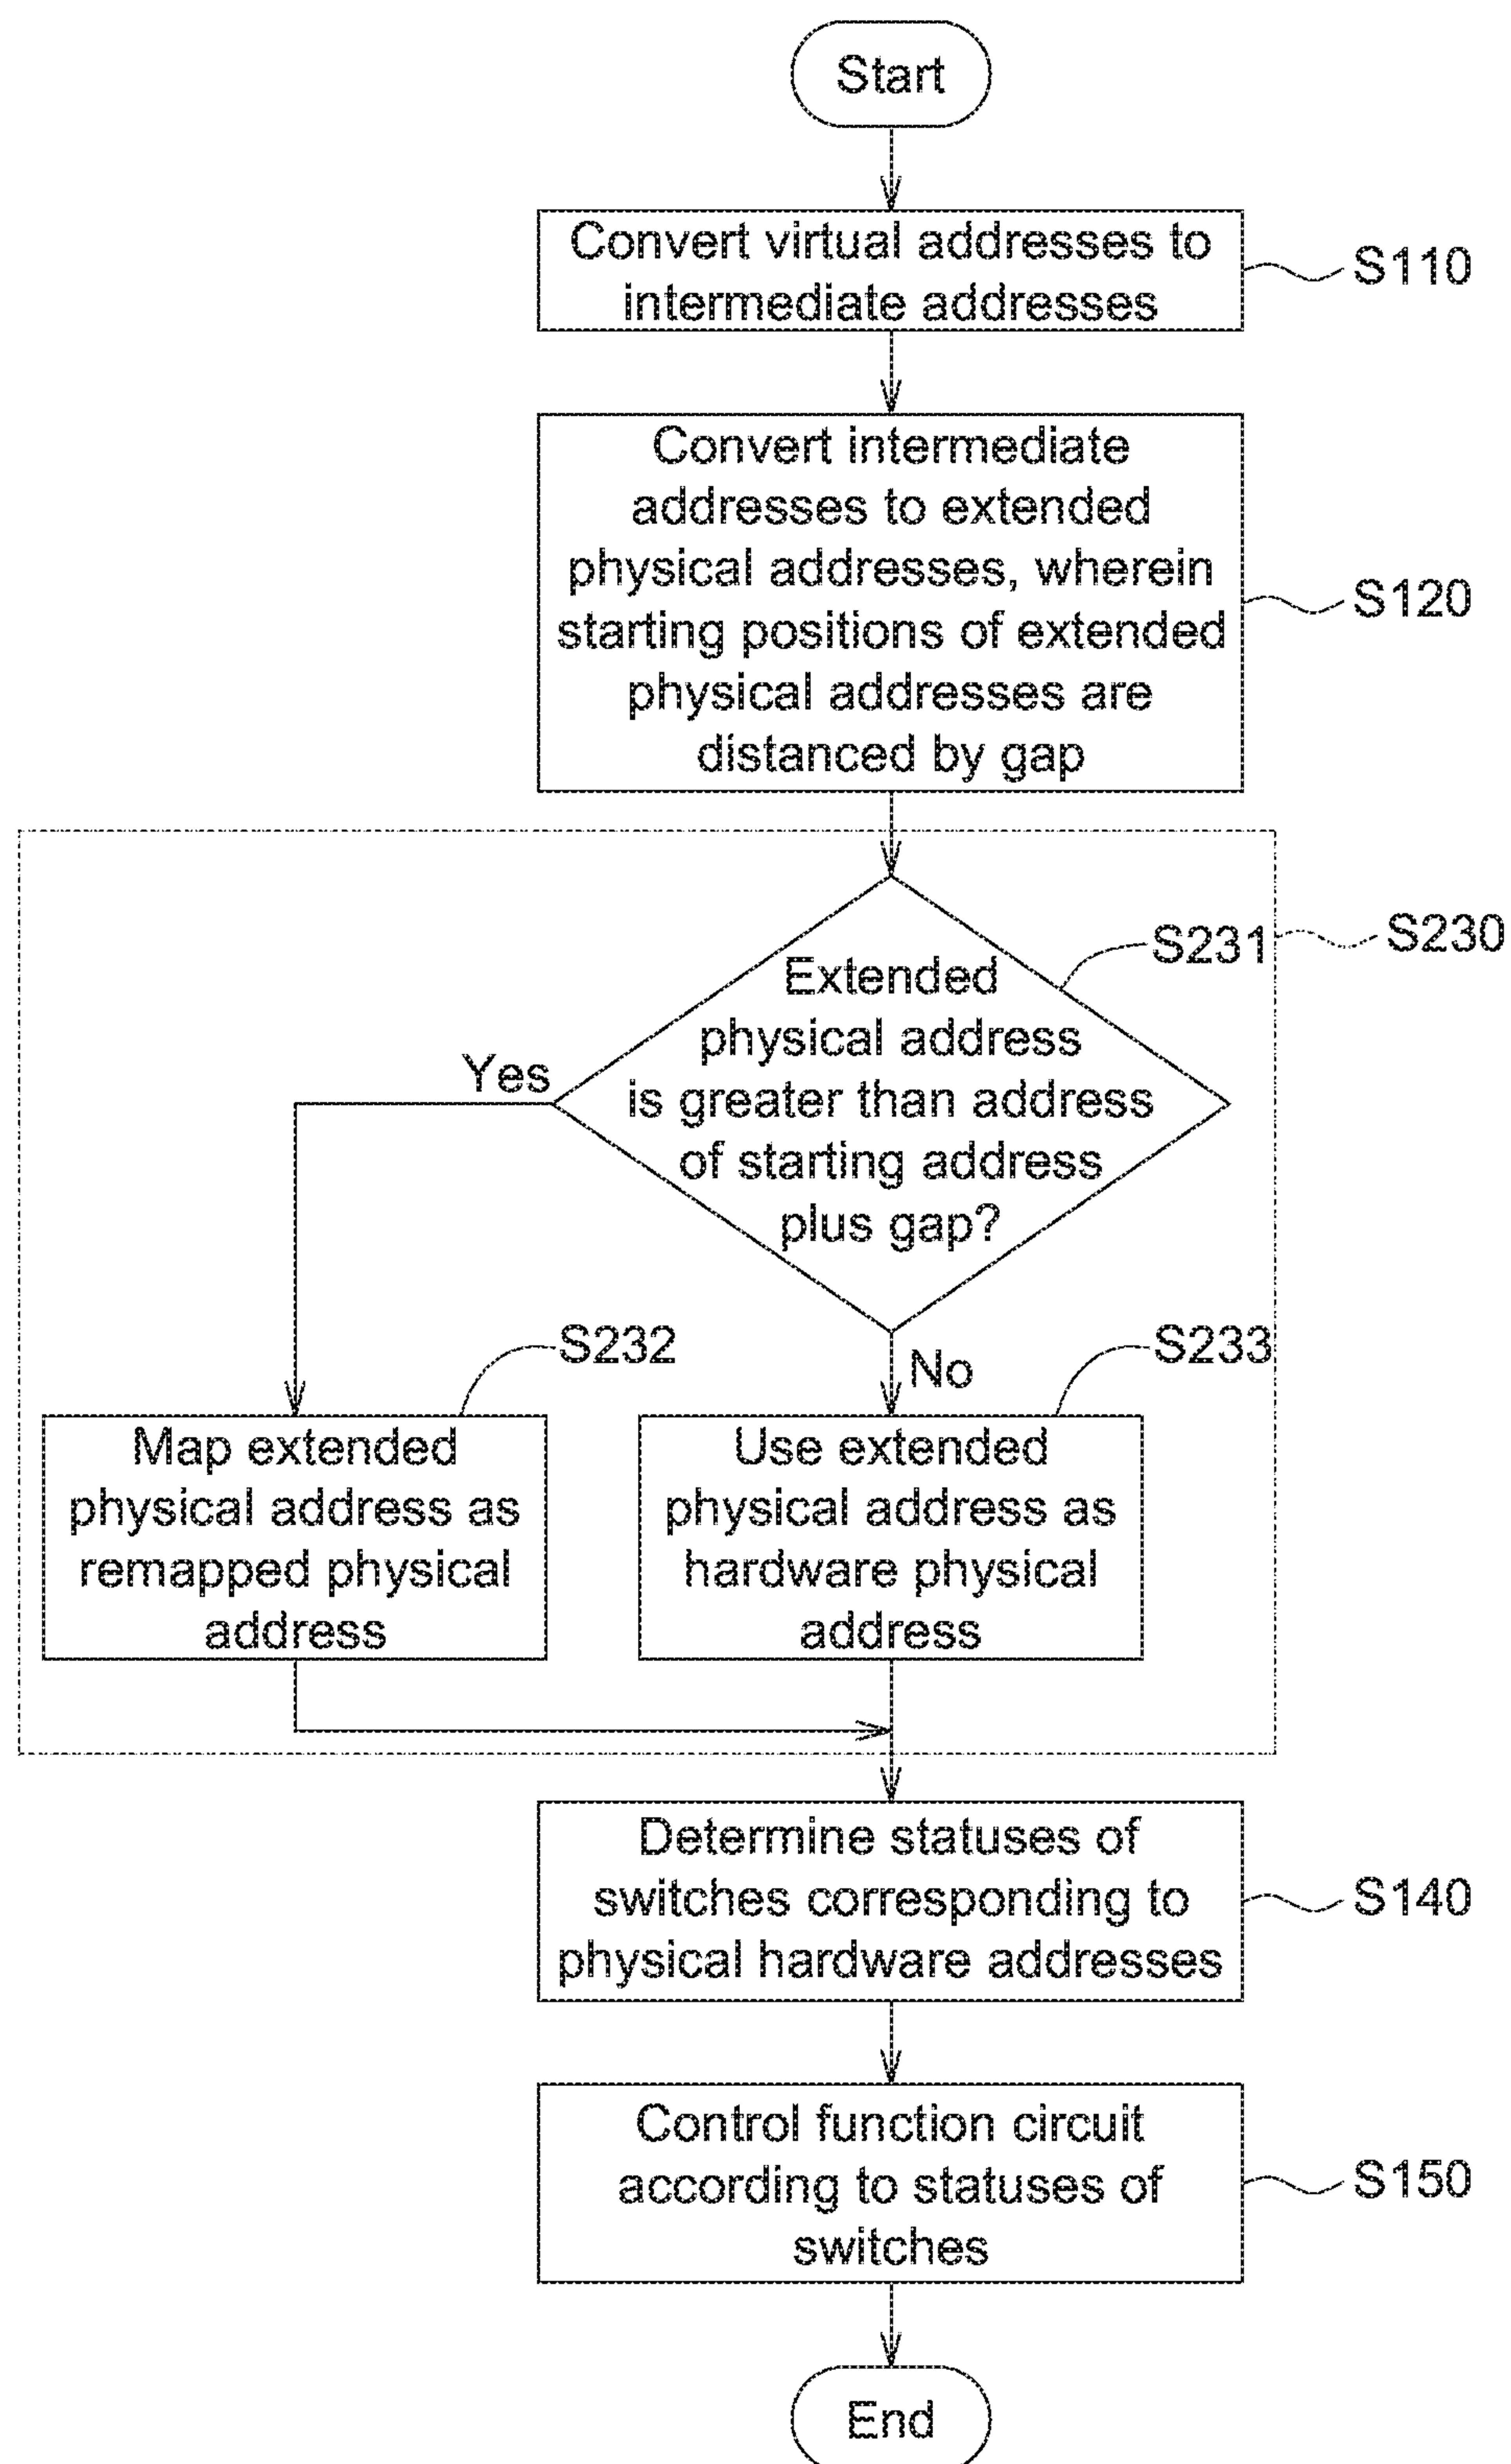 Start
Convert virtual addresses to
intermediate addresses
S110
Convert intermediate
addresses to extended
physical addresses, wherein
starting positions of extended
physical addresses are
distanced by gap
S120
S230
S231
Extended
physical address
is greater than address
of starting address
plus gap?
Yes
No
S232
Map extended
physical address as
remapped physical
address
S233
Use extended
physical address as
hardware physical
address
Determine statuses of
switches corresponding to
physical hardware addresses
S140
Control function circuit
according to statuses of
switches
S150
End